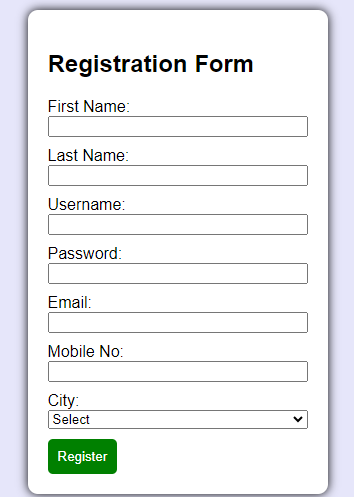 Registration Form
First Name:
Last Name:
Username:
Password:
Email:
Mobile No:
City:
Select
Register